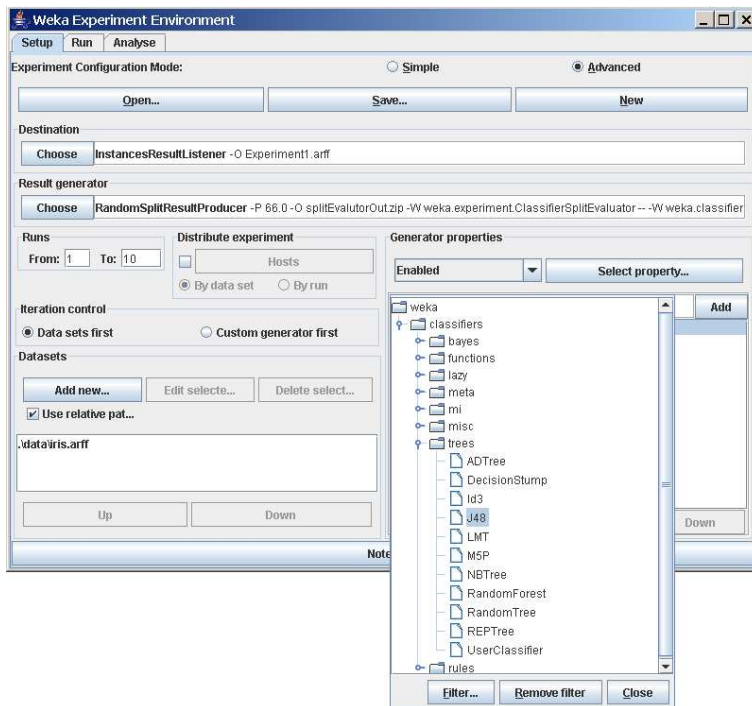 Weka Experiment Environment
Setup Run Analyse
Experiment Configuration Mode: Simple Advanced
Open... Save... New
Destination
Choose InstancesResultListener -O Experiment1.arff
Result generator
Choose RandomSplitResultProducer -P 66.0 -O splitEvalutorOut.zip -W weka.experiment.ClassifierSplitEvaluator -- -W weka.classifier
Runs
From: 1 To: 10
Distribute experiment
Hosts
By data set By run
Generator properties
Enabled Select property...
Iteration control
Data sets first Custom generator first
Datasets
Add new... Edit selecte... Delete select...
Use relative pat...
.\data\iris.arff
Up Down
Note
Add
weka
classifiers
bayes
functions
lazy
meta
mi
misc
trees
ADTree
DecisionStump
Id3
J48
LMT
M5P
NBTree
RandomForest
RandomTree
REPTree
UserClassifier
rules
Down
Filter... Remove filter Close